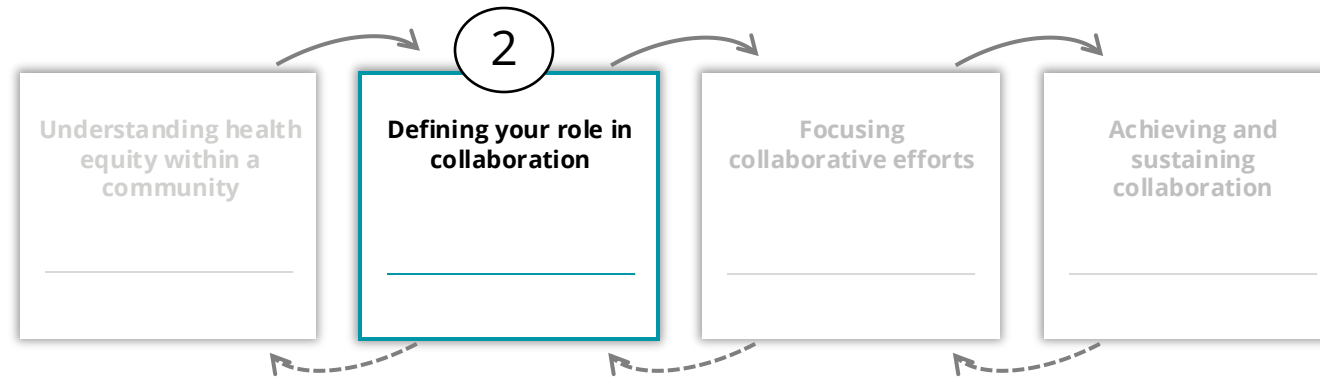 2
Understanding health
equity within a
community
Defining your role in
collaboration
Focusing
collaborative efforts
Achieving and
sustaining
collaboration